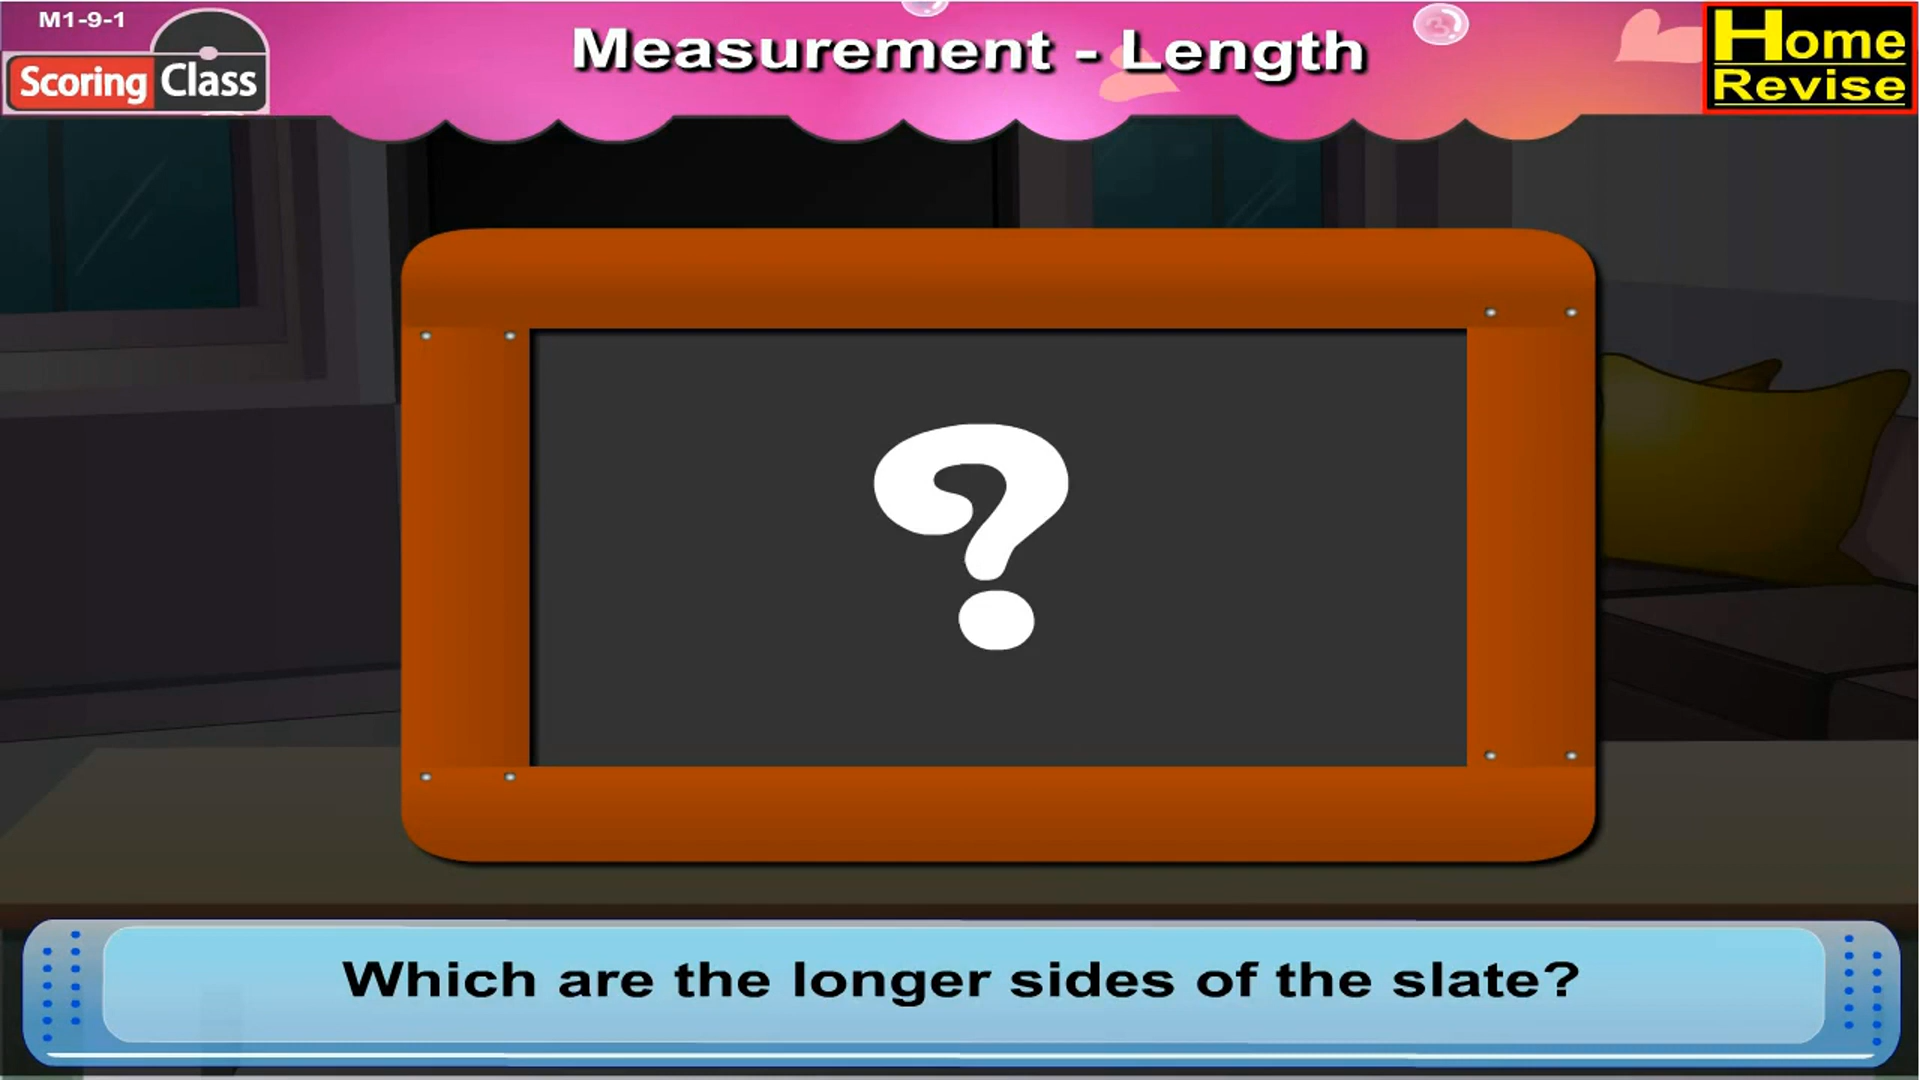 M1-9-1
Scoring Class
Measurement - Length
Home
Revise
?
Which are the longer sides of the slate?